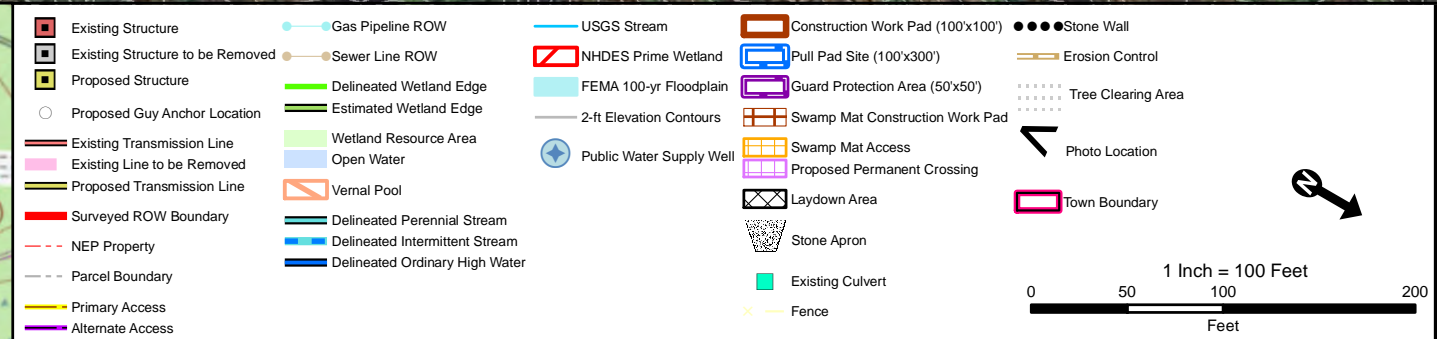 Existing Structure
Existing Structure to be Removed
Proposed Structure
Proposed Guy Anchor Location
Existing Transmission Line
Existing Line to be Removed
Proposed Transmission Line
Surveyed ROW Boundary
NEP Property
Parcel Boundary
Primary Access
Alternate Access
Gas Pipeline ROW
Sewer Line ROW
Delineated Wetland Edge
Estimated Wetland Edge
Wetland Resource Area
Open Water
Vernal Pool
Delineated Perennial Stream
Delineated Intermittent Stream
Delineated Ordinary High Water
USGS Stream
NHDES Prime Wetland
FEMA 100-yr Floodplain
2-ft Elevation Contours
Public Water Supply Well
Construction Work Pad (100'x100')
Pull Pad Site (100'x300')
Guard Protection Area (50'x50')
Swamp Mat Construction Work Pad
Swamp Mat Access
Proposed Permanent Crossing
Laydown Area
Stone Apron
Existing Culvert
Fence
Stone Wall
Erosion Control
Tree Clearing Area
Photo Location
Town Boundary
N
1 Inch = 100 Feet
0 50 100 200
Feet